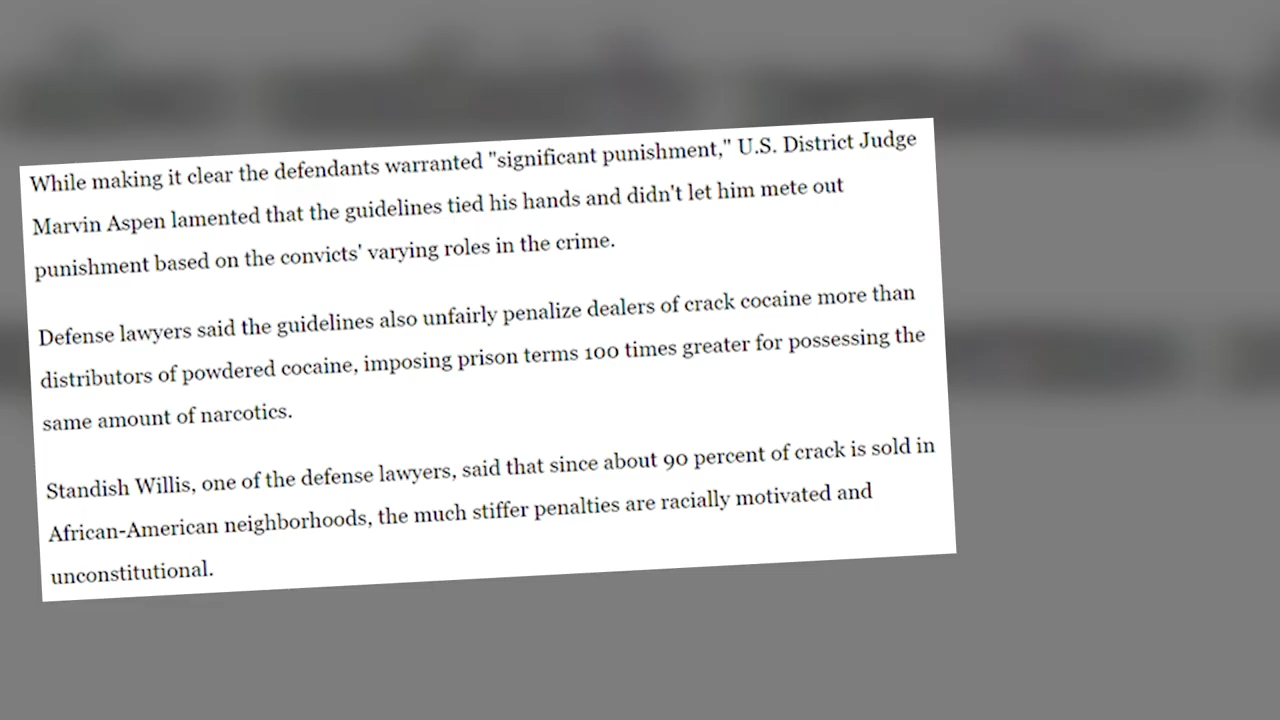 While making it clear the defendants warranted "significant punishment," U.S. District Judge
Marvin Aspen lamented that the guidelines tied his hands and didn't let him mete out
punishment based on the convicts' varying roles in the crime.
Defense lawyers said the guidelines also unfairly penalize dealers of crack cocaine more than
distributors of powdered cocaine, imposing prison terms 100 times greater for possessing the
same amount of narcotics.
Standish Willis, one of the defense lawyers, said that since about 90 percent of crack is sold in
African-American neighborhoods, the much stiffer penalties are racially motivated and
unconstitutional.